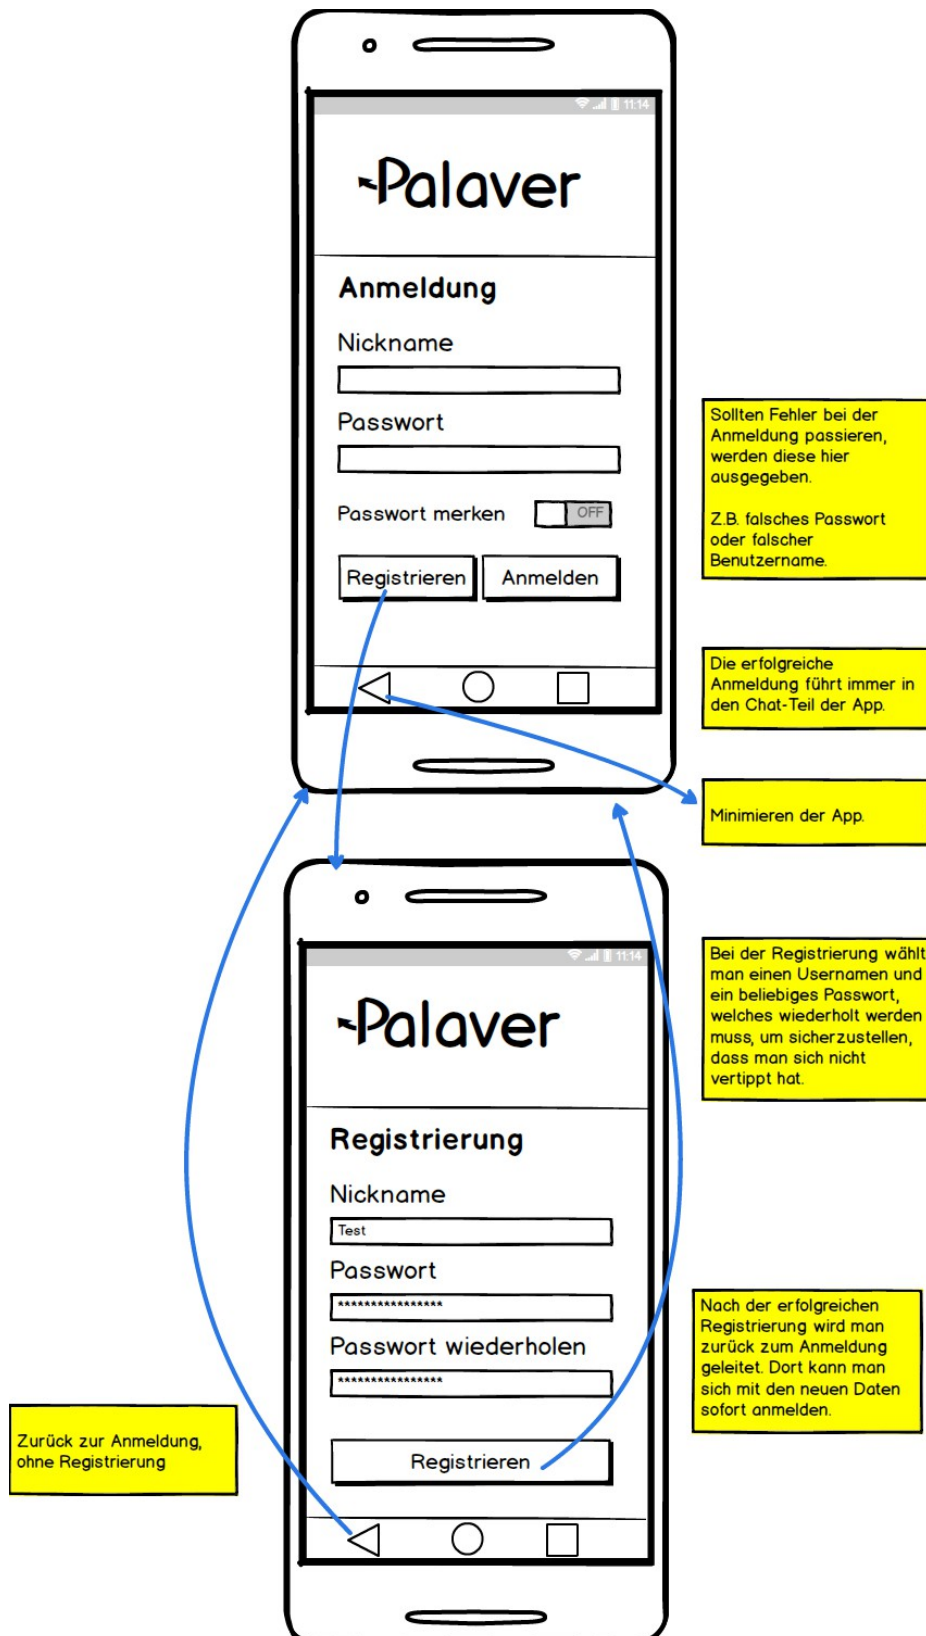 11:14
Palaver
Anmeldung
Nickname
Passwort
Passwort merken OFF
Registrieren Anmelden
Sollten Fehler bei der
Anmeldung passieren,
werden diese hier
ausgegeben.
Z.B. falsches Passwort
oder falscher
Benutzername.
Die erfolgreiche
Anmeldung führt immer in
den Chat-Teil der App.
Minimieren der App.
11:14
Palaver
Registrierung
Nickname
Test
Passwort
****************
Passwort wiederholen
****************
Registrieren
Bei der Registrierung wählt
man einen Usernamen und
ein beliebiges Passwort,
welches wiederholt werden
muss, um sicherzustellen,
dass man sich nicht
vertippt hat.
Nach der erfolgreichen
Registrierung wird man
zurück zum Anmeldung
geleitet. Dort kann man
sich mit den neuen Daten
sofort anmelden.
Zurück zur Anmeldung,
ohne Registrierung